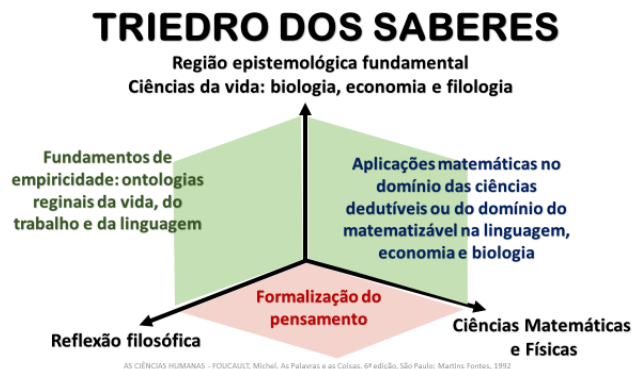 TRIEDRO DOS SABERES
Região epistemológica fundamental
Ciências da vida: biologia, economia e filologia
Fundamentos de
empiricidade: ontologias
reginais da vida, do
trabalho e da linguagem
Aplicações matemáticas no
domínio das ciências
dedutíveis ou do domínio do
matematizável na linguagem,
economia e biologia
Formalização do
pensamento
Reflexão filosófica
Ciências Matemáticas
e Físicas
AS CIÊNCIAS HUMANAS - FOUCAULT, Michel. As Palavras e as Coisas. 6ª edição. São Paulo: Martins Fontes, 1992